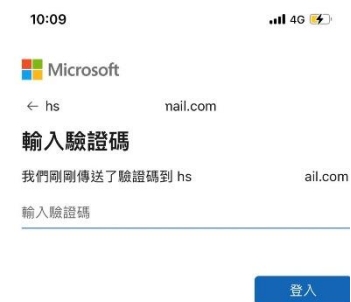 10:09 4G
Microsoft
← hs nail.com
輸入驗證碼
我們剛剛傳送了驗證碼到 hs ail.com
輸入驗證碼
登入